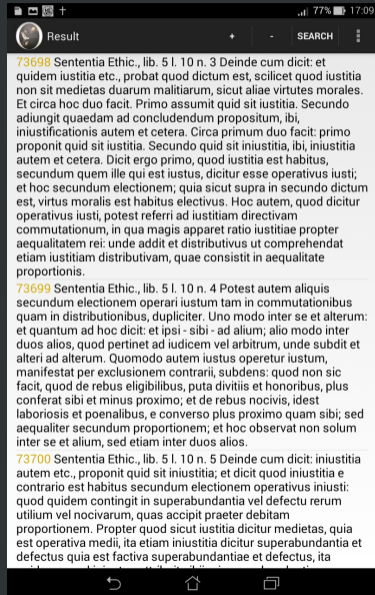 77% 17:09
Result + - SEARCH
73698 Sententia Ethic., lib. 5 l. 10 n. 3 Deinde cum dicit: et
quidem iustitia etc., probat quod dictum est, scilicet quod iustitia
non sit medietas duarum malitiarum, sicut aliae virtutes morales.
Et circa hoc duo facit. Primo assumit quid sit iustitia. Secundo
adiungit quaedam ad concludendum propositum, ibi,
iniustificationis autem et cetera. Circa primum duo facit: primo
proponit quid sit iustitia. Secundo quid sit iniustitia, ibi, iniustitia
autem et cetera. Dicit ergo primo, quod iustitia est habitus,
secundum quem ille qui est iustus, dicitur esse operativus iusti;
et hoc secundum electionem; quia sicut supra in secundo dictum
est, virtus moralis est habitus electivus. Hoc autem, quod dicitur
operativus iusti, potest referri ad iustitiam directivam
commutationum, in qua magis apparet ratio iustitiae propter
aequalitatem rei: unde addit et distributivus ut comprehendat
etiam iustitiam distributivam, quae consistit in aequalitate
proportionis.
73699 Sententia Ethic., lib. 5 l. 10 n. 4 Potest autem aliquis
secundum electionem operari iustum tam in commutationibus
quam in distributionibus, dupliciter. Uno modo inter se et alterum:
et quantum ad hoc dicit: et ipsi - sibi - ad alium; alio modo inter
duos alios, quod pertinet ad iudicem vel arbitrum, unde subdit et
alteri ad alterum. Quomodo autem iustus operetur iustum,
manifestat per exclusionem contrarii, subdens: quod non sic
facit, quod de rebus eligibilibus, puta divitiis et honoribus, plus
conferat sibi et minus proximo; et de rebus nocivis, idest
laboriosis et poenalibus, e converso plus proximo quam sibi; sed
aequaliter secundum proportionem; et hoc observat non solum
inter se et alium, sed etiam inter duos alios.
73700 Sententia Ethic., lib. 5 l. 10 n. 5 Deinde cum dicit: iniustitia
autem etc., proponit quid sit iniustitia; et dicit quod iniustitia e
contrario est habitus secundum electionem operativus iniusti:
quod quidem contingit in superabundantia vel defectu rerum
utilium vel nocivarum, quas accipit praeter debitam
proportionem. Propter quod sicut iustitia dicitur medietas, quia
est operativa medii, ita etiam iniustitia dicitur superabundantia et
defectus quia est factiva superabundantiae et defectus, ita